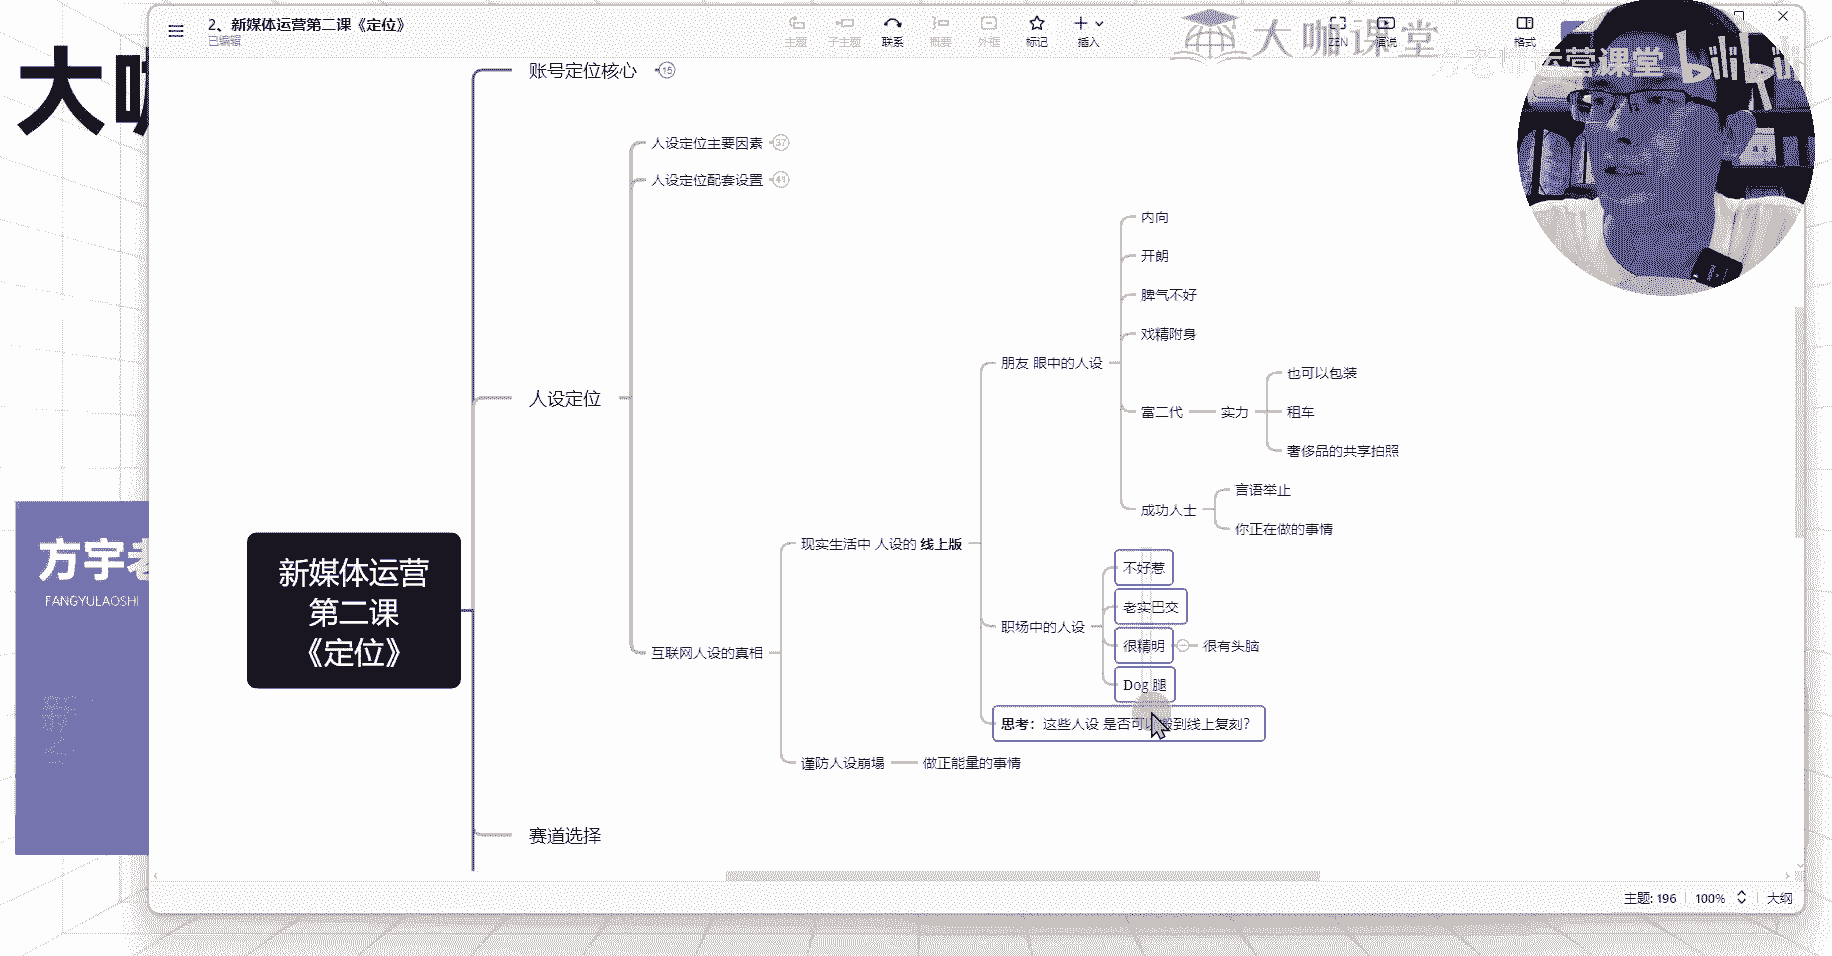 2、新媒体运营第二课《定位》
已编辑
主题
子主题
联系
概要
外框
标记
插入
ZEN
演说
格式
大咖课堂
运营课堂
bilibili
大咖
账号定位核心
15
人设定位主要因素
37
人设定位配套设置
41
内向
开朗
脾气不好
戏精附身
朋友 眼中的人设
也可以包装
富二代
实力
租车
奢侈品的共享拍照
人设定位
言语举止
成功人士
你正在做的事情
现实生活中 人设的 线上版
不好惹
老实巴交
职场中的人设
很精明
很有头脑
Dog 腿
互联网人设的真相
思考：这些人设 是否可以搬到线上复刻？
谨防人设崩塌
做正能量的事情
新媒体运营
第二课
《定位》
赛道选择
方宇老
FANGYULAOSHI
主题: 196
100%
大纲